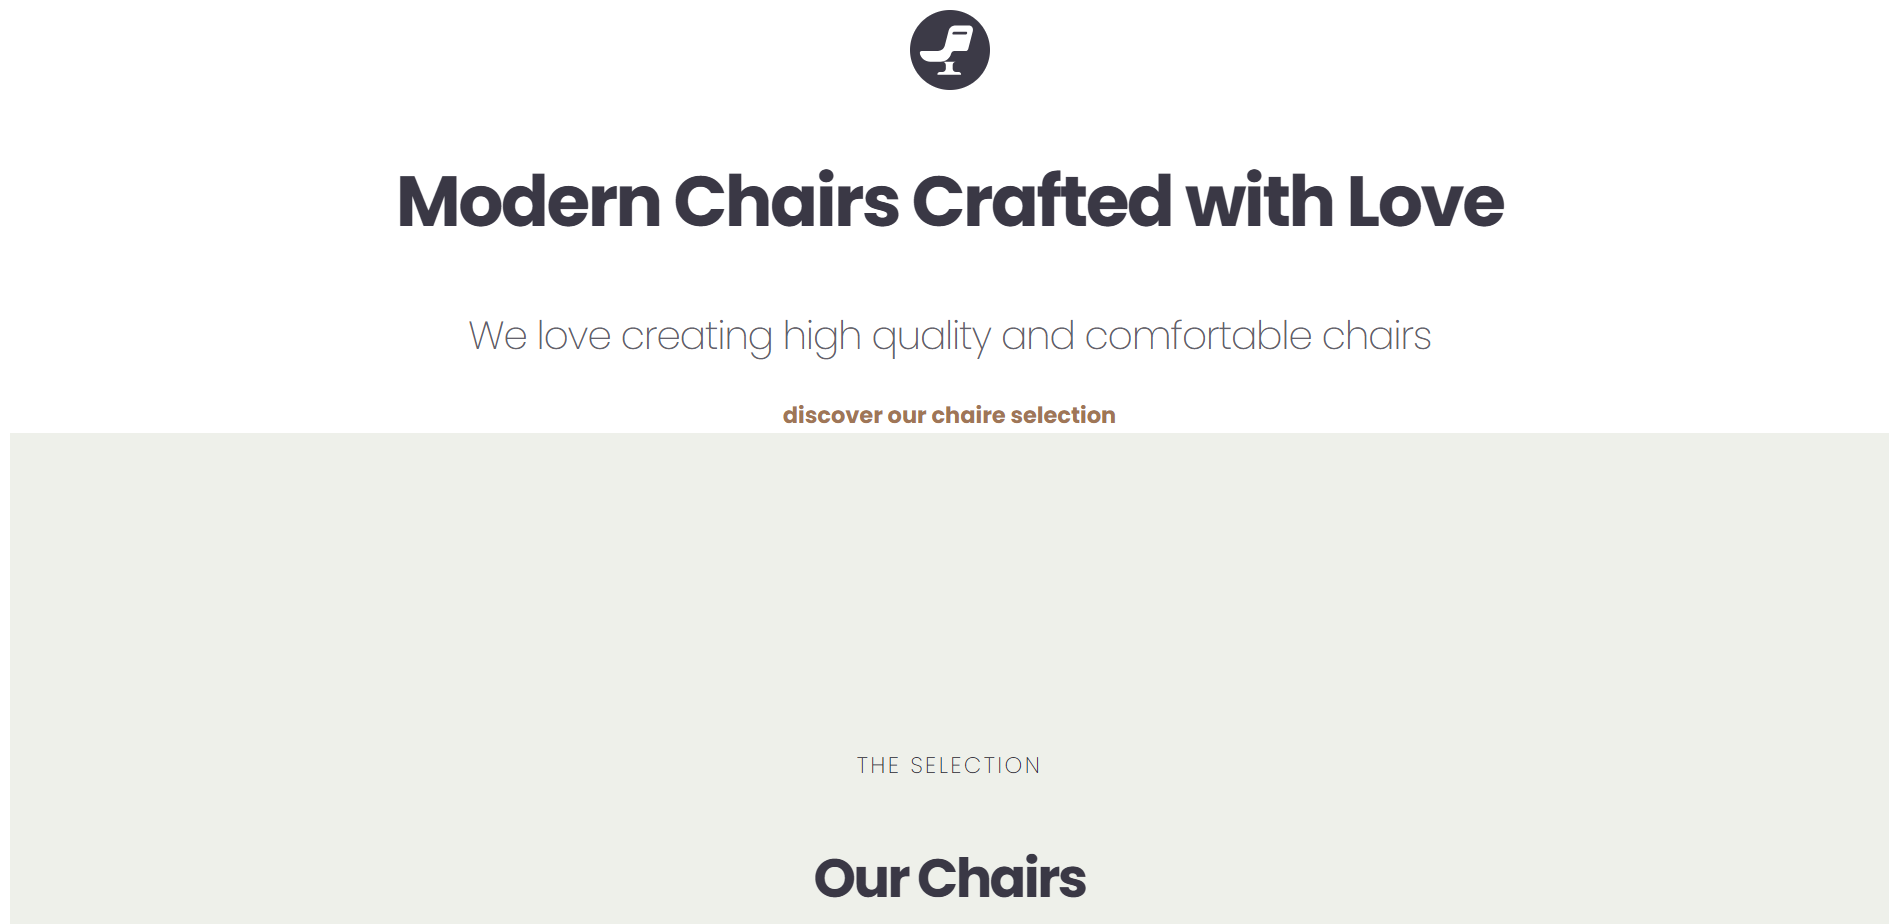 Modern Chairs Crafted with Love
We love creating high quality and comfortable chairs
discover our chaire selection
THE SELECTION
Our Chairs